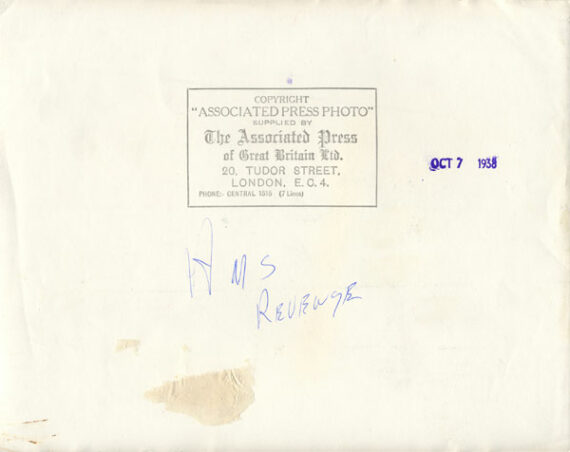 COPYRIGHT
"ASSOCIATED PRESS PHOTO"
SUPPLIED BY
The Associated Press
of Great Britain Ltd.
20, TUDOR STREET,
LONDON, E.C.4.
PHONE: CENTRAL 1515 (7 Lines)
OCT 7 1938
HMS
REVENGE